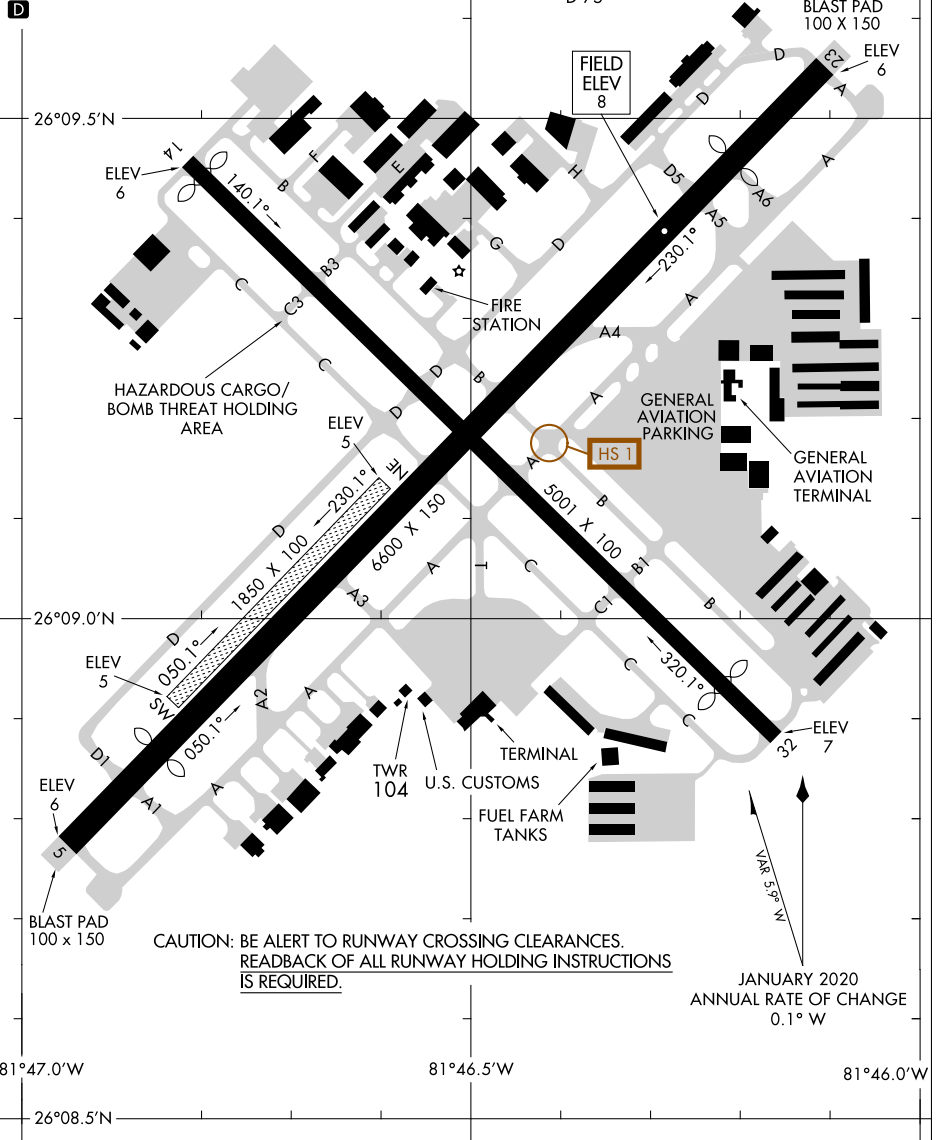 D
BLAST PAD
100 X 150
23
ELEV
6
D
A
FIELD
ELEV
8
D
26°09.5'N
14
ELEV
6
140.1°
B
F
E
H
D5
A6
A
A5
G
D
230.1°
B3
C
C3
A
FIRE
STATION
A4
C
D
B
HAZARDOUS CARGO/
BOMB THREAT HOLDING
AREA
D
A
GENERAL
AVIATION
PARKING
ELEV
5
NE
HS 1
A
GENERAL
AVIATION
TERMINAL
230.1°
1850 X 100
050.1°
6600 X 150
5001 X 100
B
D
A
T
C
B1
A3
C1
B
26°09.0'N
D
ELEV
5
SW
A2
A
C
320.1°
050.1°
C
ELEV
7
32
D1
TERMINAL
TWR
104
U.S. CUSTOMS
A
A1
ELEV
6
FUEL FARM
TANKS
5
VAR 5.9° W
BLAST PAD
100 x 150
CAUTION: BE ALERT TO RUNWAY CROSSING CLEARANCES.
READBACK OF ALL RUNWAY HOLDING INSTRUCTIONS
IS REQUIRED.
JANUARY 2020
ANNUAL RATE OF CHANGE
0.1° W
81°47.0'W
81°46.5'W
81°46.0'W
26°08.5'N